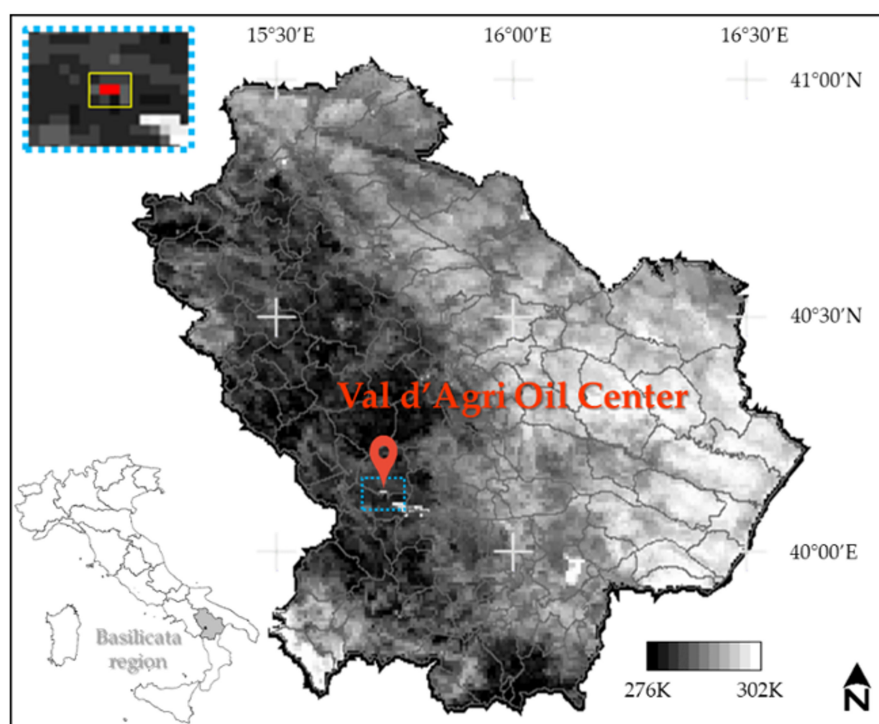 15°30'E 16°00'E 16°30'E
41°00'N
40°30'N
Val d'Agri Oil Center
40°00'E
Basilicata
region
276K 302K
N